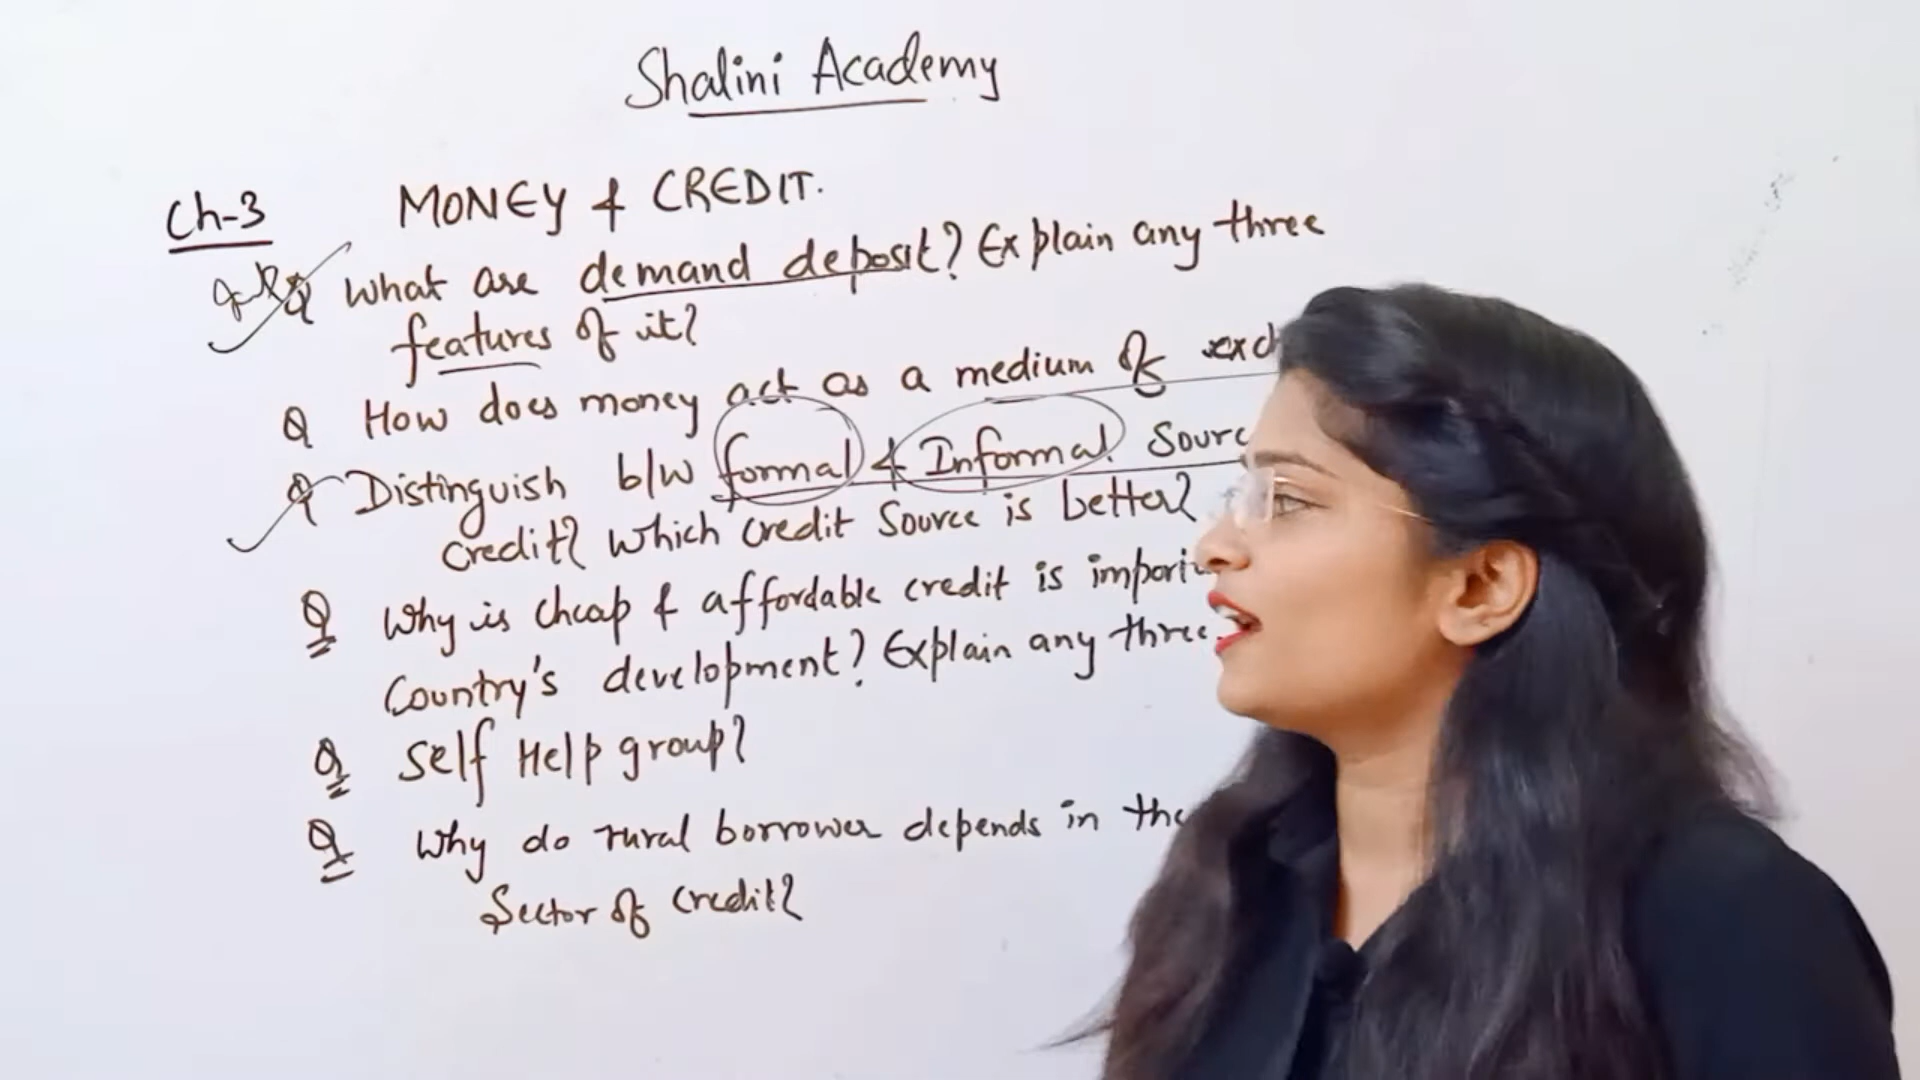 Shalini Academy
Ch-3 MONEY & CREDIT.
Q What are demand deposit? Explain any three
features of it?
Q How does money act as a medium of
Q Distinguish b/w formal & Informal
credit? Which credit Source is better?
Q Why is cheap & affordable credit is
Country's development? Explain any three
Q Self Help group?
Q Why do rural borrower depends in the
Sector of credit?